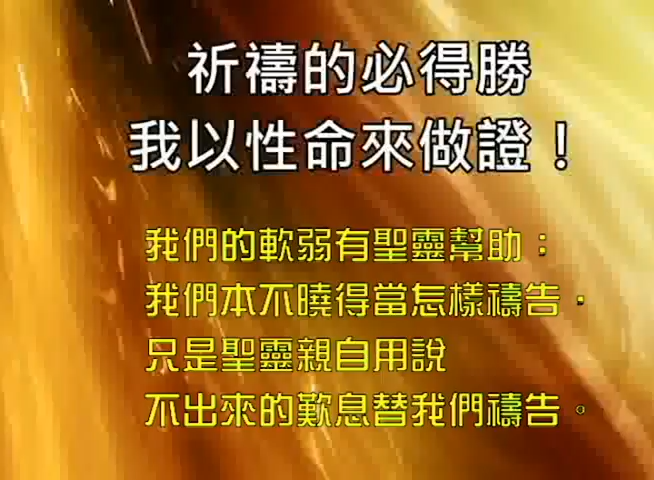 祈禱的必得勝
我以性命來做證！
我們的軟弱有聖靈幫助：
我們本不曉得當怎樣禱告．
只是聖靈親自用說
不出來的歎息替我們禱告。